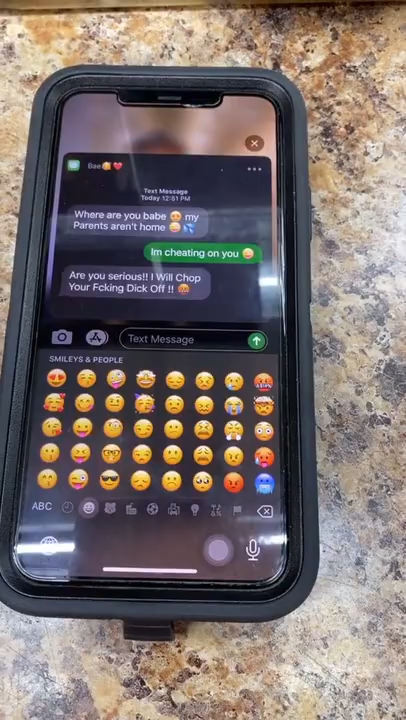 Bae🥰❤️
Text Message
Today 12:51 PM
Where are you babe 😍 my
Parents aren't home 😄💦
Im cheating on you 😄
Are you serious!! I Will Chop
Your Fcking Dick Off !! 🤬
Text Message
SMILEYS & PEOPLE
ABC